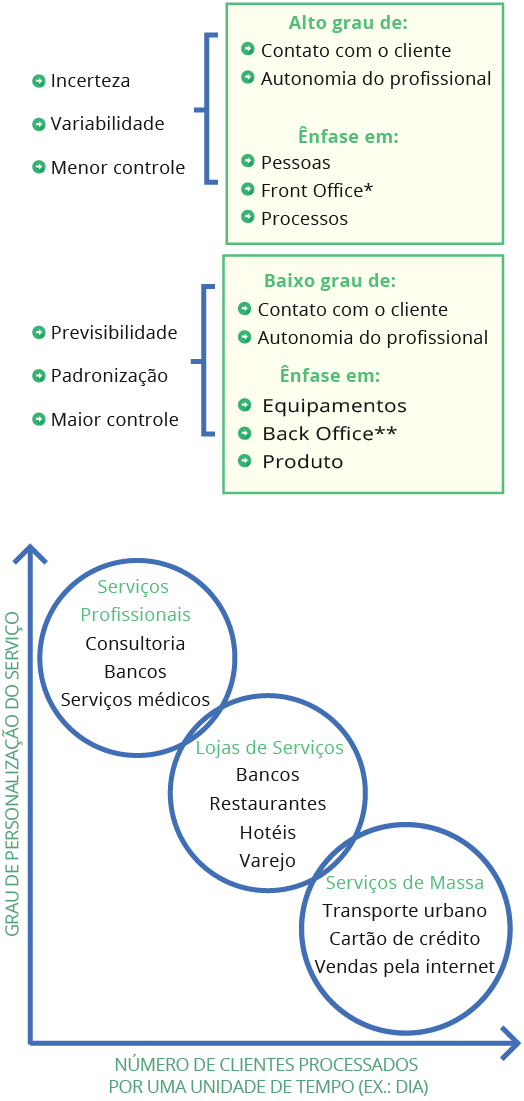 Alto grau de:
Contato com o cliente
Autonomia do profissional
Incerteza
Variabilidade
Menor controle
Ênfase em:
Pessoas
Front Office*
Processos
Baixo grau de:
Contato com o cliente
Autonomia do profissional
Previsibilidade
Padronização
Maior controle
Ênfase em:
Equipamentos
Back Office**
Produto
GRAU DE PERSONALIZAÇÃO DO SERVIÇO
Serviços
Profissionais
Consultoria
Bancos
Serviços médicos
Lojas de Serviços
Bancos
Restaurantes
Hotéis
Varejo
Serviços de Massa
Transporte urbano
Cartão de crédito
Vendas pela internet
NÚMERO DE CLIENTES PROCESSADOS
POR UMA UNIDADE DE TEMPO (EX.: DIA)